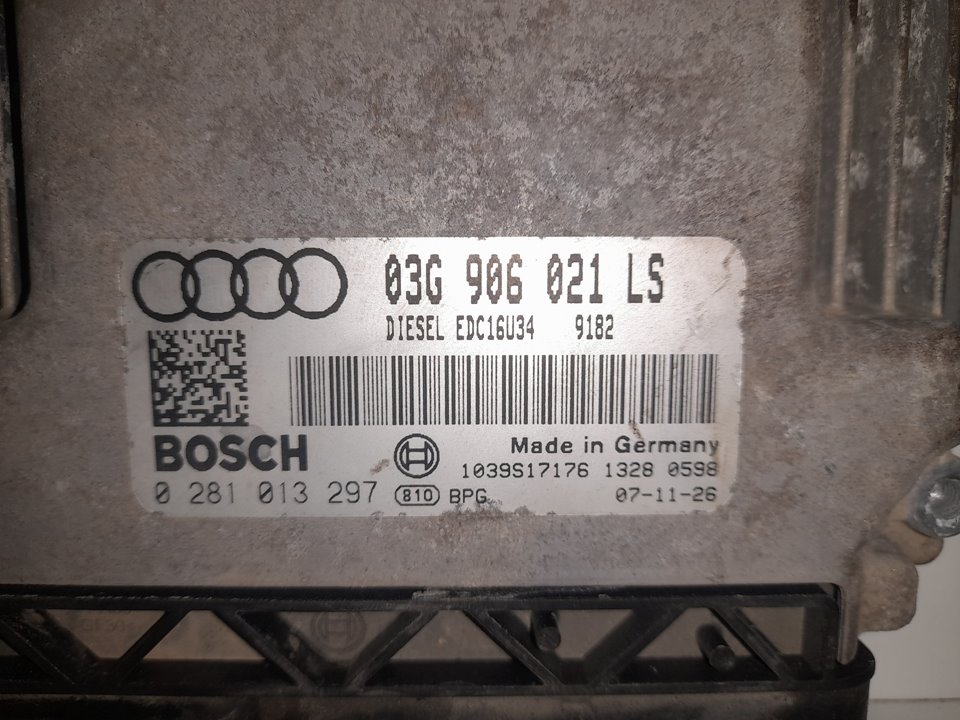 03G 906 021 LS
DIESEL EDC16U34 9182
BOSCH
Made in Germany
1039S17176 1328 0598
0 281 013 297 810 BPG 07-11-26